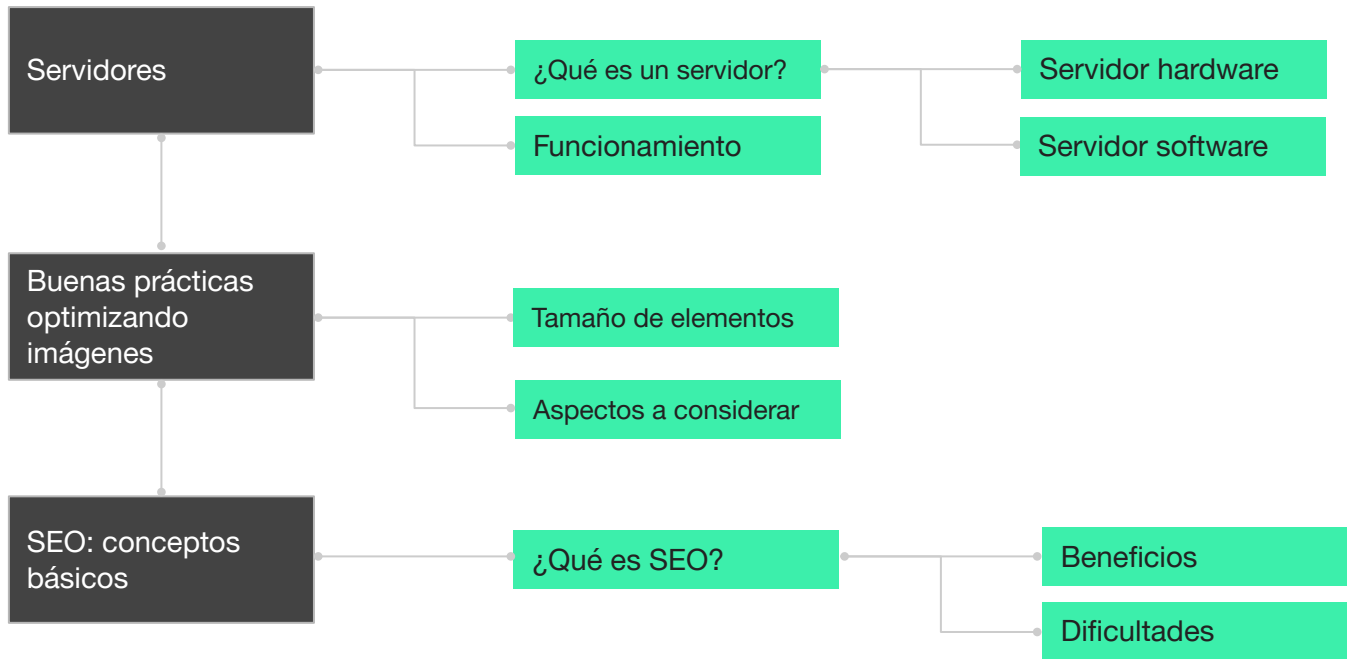 Servidores
¿Qué es un servidor?
Servidor hardware
Funcionamiento
Servidor software
Buenas prácticas
optimizando
imágenes
Tamaño de elementos
Aspectos a considerar
SEO: conceptos
básicos
¿Qué es SEO?
Beneficios
Dificultades